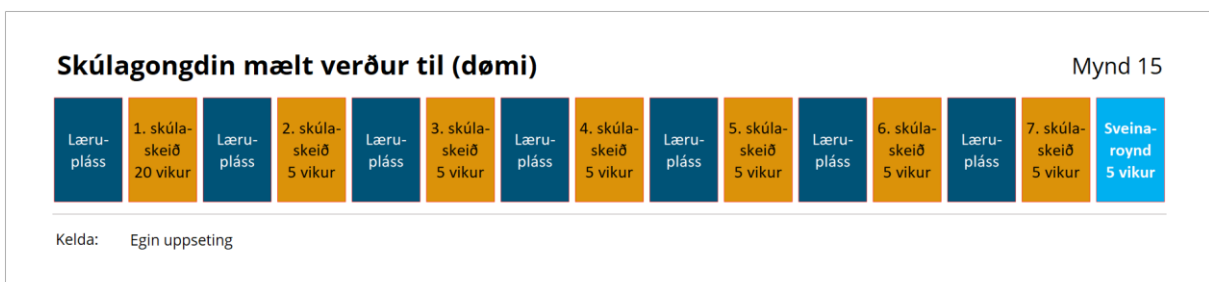 Skúlagongdin mælt verður til (dømi)
Mynd 15
Læru-
pláss
1. skúla-
skeið
20 vikur
Læru-
pláss
2. skúla-
skeið
5 vikur
Læru-
pláss
3. skúla-
skeið
5 vikur
Læru-
pláss
4. skúla-
skeið
5 vikur
Læru-
pláss
5. skúla-
skeið
5 vikur
Læru-
pláss
6. skúla-
skeið
5 vikur
Læru-
pláss
7. skúla-
skeið
5 vikur
Sveina-
roynd
5 vikur
Kelda: Egin uppseting